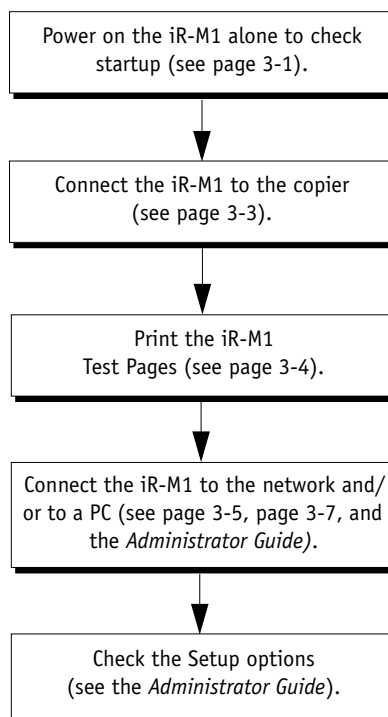 Power on the iR-M1 alone to check
startup (see page 3-1).
Connect the iR-M1 to the copier
(see page 3-3).
Print the iR-M1
Test Pages (see page 3-4).
Connect the iR-M1 to the network and/
or to a PC (see page 3-5, page 3-7, and
the Administrator Guide).
Check the Setup options
(see the Administrator Guide).